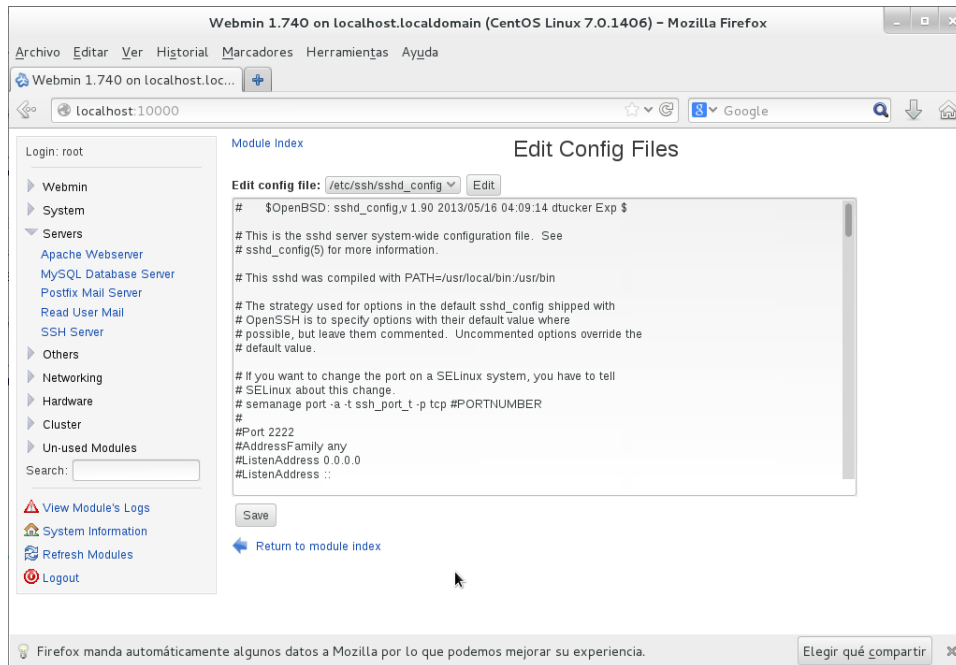 Webmin 1.740 on localhost.localdomain (CentOS Linux 7.0.1406) – Mozilla Firefox
Archivo Editar Ver Historial Marcadores Herramientas Ayuda
Webmin 1.740 on localhost.loc...
localhost:10000
Google
Login: root
Webmin
System
Servers
Apache Webserver
MySQL Database Server
Postfix Mail Server
Read User Mail
SSH Server
Others
Networking
Hardware
Cluster
Un-used Modules
Search:
View Module's Logs
System Information
Refresh Modules
Logout
Module Index
Edit Config Files
Edit config file: /etc/ssh/sshd_config Edit
# $OpenBSD: sshd_config,v 1.90 2013/05/16 04:09:14 dtucker Exp $
# This is the sshd server system-wide configuration file. See
# sshd_config(5) for more information.
# This sshd was compiled with PATH=/usr/local/bin:/usr/bin
# The strategy used for options in the default sshd_config shipped with
# OpenSSH is to specify options with their default value where
# possible, but leave them commented. Uncommented options override the
# default value.
# If you want to change the port on a SELinux system, you have to tell
# SELinux about this change.
# semanage port -a -t ssh_port_t -p tcp #PORTNUMBER
#
#Port 2222
#AddressFamily any
#ListenAddress 0.0.0.0
#ListenAddress ::
Save
Return to module index
Firefox manda automáticamente algunos datos a Mozilla por lo que podemos mejorar su experiencia.
Elegir qué compartir